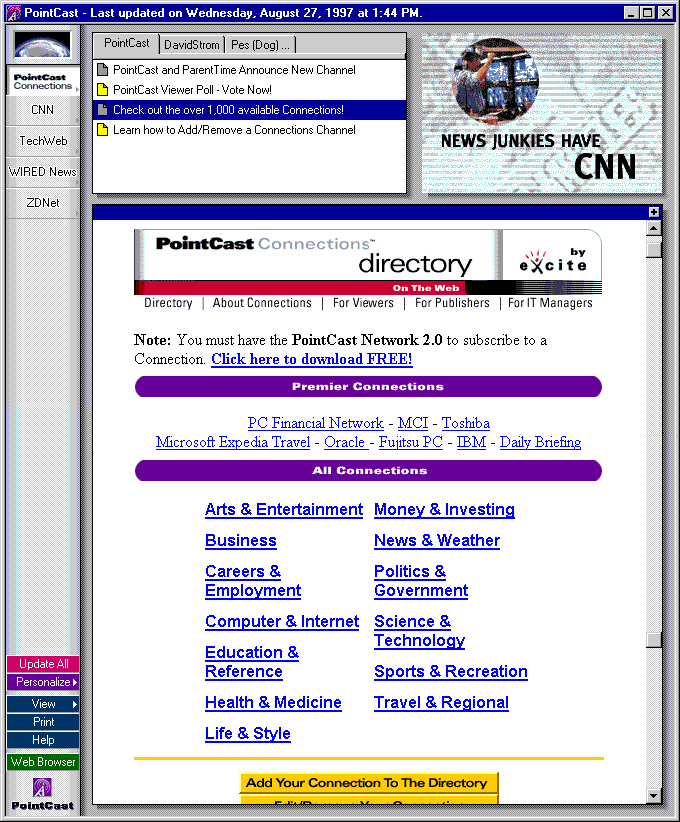 PointCast - Last updated on Wednesday, August 27, 1997 at 1:44 PM.
PointCast
Connections
CNN
TechWeb
WIRED News
ZDNet
Update All
Personalize
View
Print
Help
Web Browser
PointCast
PointCast DavidStrom Pes (Dog) ...
PointCast and ParentTime Announce New Channel
PointCast Viewer Poll - Vote Now!
Check out the over 1,000 available Connections!
Learn how to Add/Remove a Connections Channel
NEWS JUNKIES HAVE
CNN
PointCast Connections™
directory
by
excite
On The Web
Directory | About Connections | For Viewers | For Publishers | For IT Managers
Note: You must have the PointCast Network 2.0 to subscribe to a
Connection. Click here to download FREE!
Premier Connections
PC Financial Network - MCI - Toshiba
Microsoft Expedia Travel - Oracle - Fujitsu PC - IBM - Daily Briefing
All Connections
Arts & Entertainment
Business
Careers &
Employment
Computer & Internet
Education &
Reference
Health & Medicine
Life & Style
Money & Investing
News & Weather
Politics &
Government
Science &
Technology
Sports & Recreation
Travel & Regional
Add Your Connection To The Directory